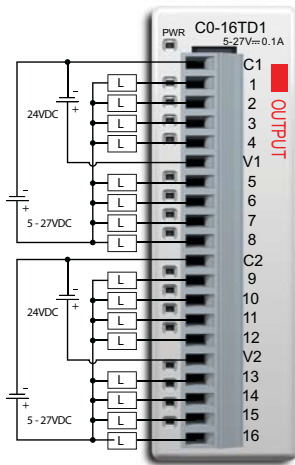 PWR
C0-16TD1
5-27V⎓0.1A
OUTPUT
C1
L 1
L 2
24VDC
L 3
L 4
V1
L 5
L 6
L 7
5 - 27VDC
L 8
C2
L 9
L 10
24VDC
L 11
L 12
V2
L 13
L 14
L 15
5 - 27VDC
L 16